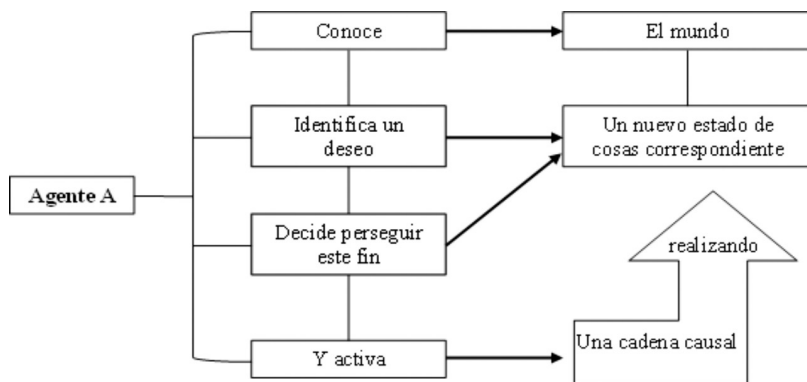 Conoce
El mundo
Identifica un
deseo
Un nuevo estado de
cosas correspondiente
Agente A
Decide perseguir
este fin
realizando
Y activa
Una cadena causal